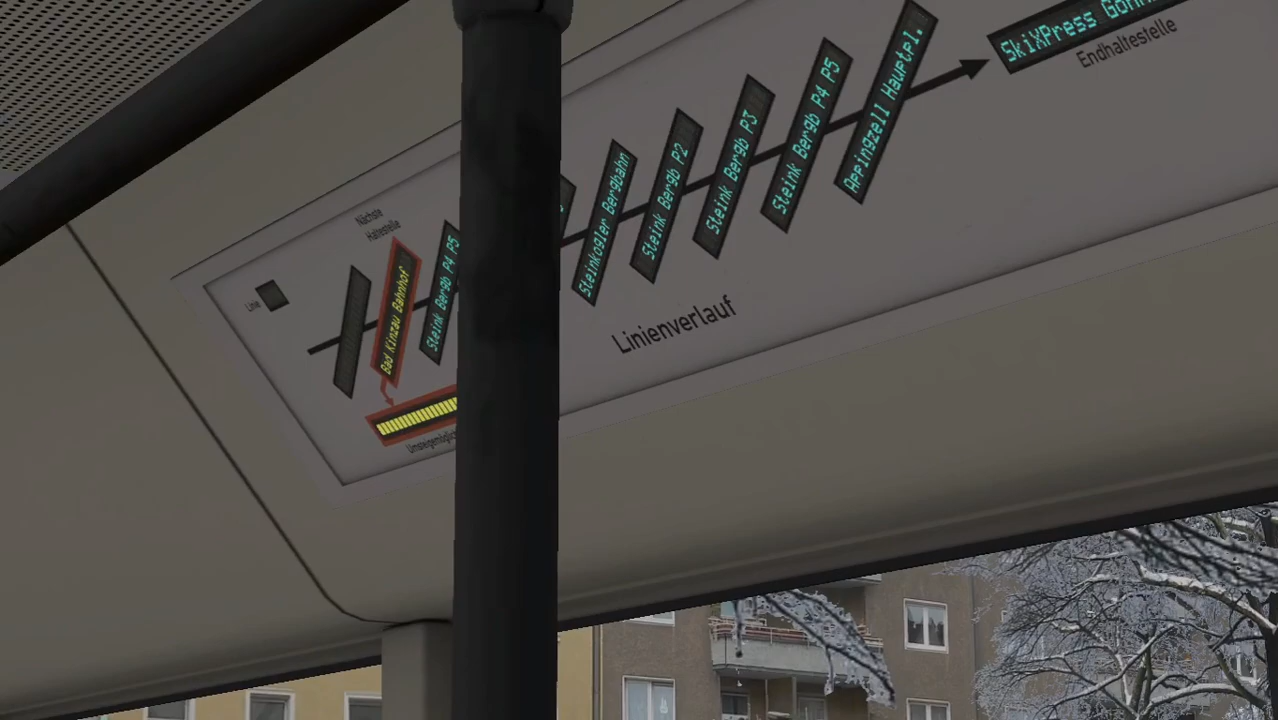 Linie
Nächste
Haltestelle
Bad Kinzau Bahnhof
Steink Bergb P4 P5
Steinkogler Bergbahn
Steink Bergb P2
Steink Bergb P3
Steink Bergb P4 P5
Appingzell Hauptpl.
SkiXPress
Endhaltestelle
Linienverlauf